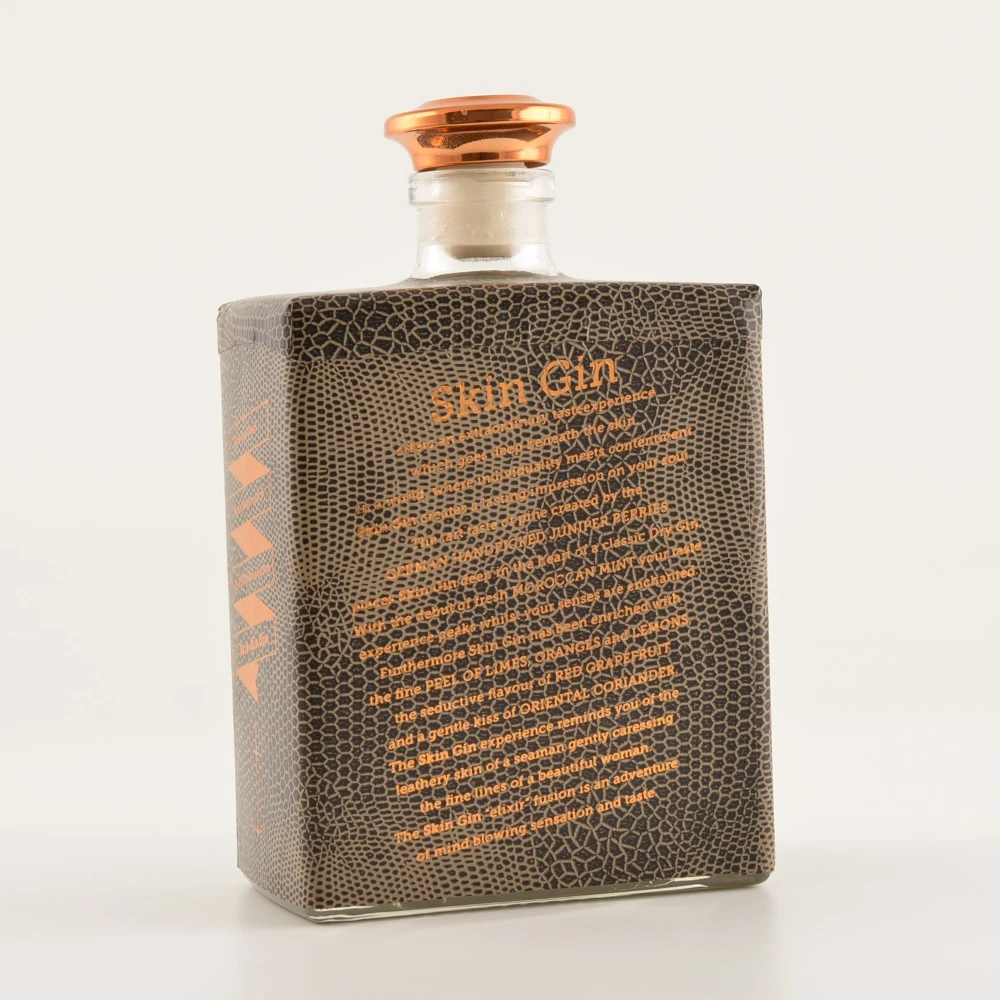 Skin Gin
offers an extraordinary tasteexperience
which goes deep beneath the skin.
In a world, where individuality meets contentment
Skin Gin creates a lasting impression on your soul
The tart taste of pine created by the
GERMAN HANDPICKED JUNIPER BERRIES
places Skin Gin deep in the heart of a classic Dry Gin.
With the debut of fresh MOROCCAN MINT your taste
experience peaks whilst your senses are enchanted
Furthermore Skin Gin has been enriched with
the fine PEEL OF LIMES, ORANGES and LEMONS
the seductive flavour of RED GRAPEFRUIT
and a gentle kiss of ORIENTAL CORIANDER
The Skin Gin experience reminds you of the
leathery skin of a seaman gently caressing
the fine lines of a beautiful woman.
The Skin Gin "elixir" fusion is an adventure
of mind blowing sensation and taste